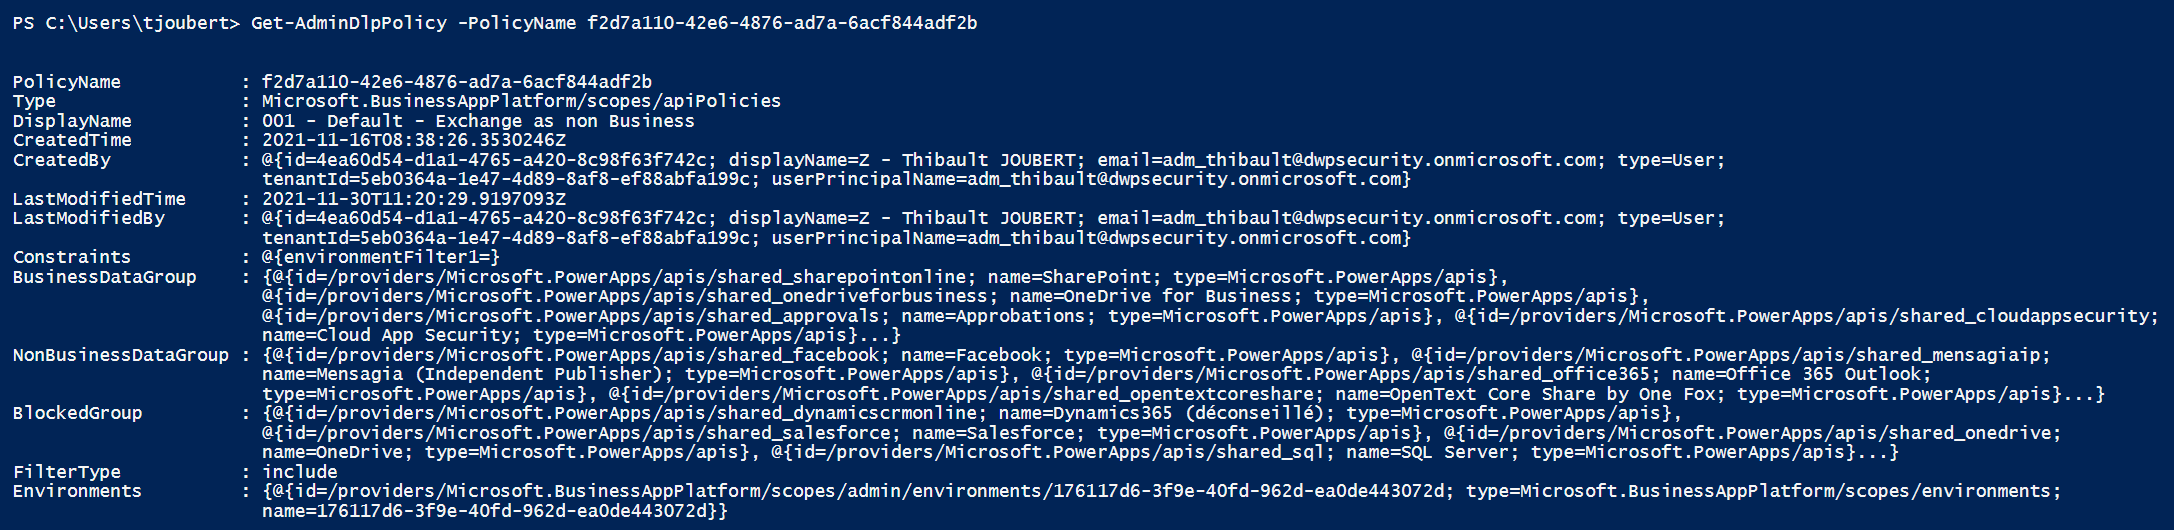 PS C:\Users\tjoubert> Get-AdminDlpPolicy -PolicyName f2d7a110-42e6-4876-ad7a-6acf844adf2b
PolicyName : f2d7a110-42e6-4876-ad7a-6acf844adf2b
Type : Microsoft.BusinessAppPlatform/scopes/apiPolicies
DisplayName : 001 - Default - Exchange as non Business
CreatedTime : 2021-11-16T08:38:26.3530246Z
CreatedBy : @{id=4ea60d54-d1a1-4765-a420-8c98f63f742c; displayName=Z - Thibault JOUBERT; email=adm_thibault@dwpsecurity.onmicrosoft.com; type=User;
tenantId=5eb0364a-1e47-4d89-8af8-ef88abfa199c; userPrincipalName=adm_thibault@dwpsecurity.onmicrosoft.com}
LastModifiedTime : 2021-11-30T11:20:29.9197093Z
LastModifiedBy : @{id=4ea60d54-d1a1-4765-a420-8c98f63f742c; displayName=Z - Thibault JOUBERT; email=adm_thibault@dwpsecurity.onmicrosoft.com; type=User;
tenantId=5eb0364a-1e47-4d89-8af8-ef88abfa199c; userPrincipalName=adm_thibault@dwpsecurity.onmicrosoft.com}
Constraints : @{environmentFilter1=}
BusinessDataGroup : {@{id=/providers/Microsoft.PowerApps/apis/shared_sharepointonline; name=SharePoint; type=Microsoft.PowerApps/apis},
@{id=/providers/Microsoft.PowerApps/apis/shared_onedriveforbusiness; name=OneDrive for Business; type=Microsoft.PowerApps/apis},
@{id=/providers/Microsoft.PowerApps/apis/shared_approvals; name=Approbations; type=Microsoft.PowerApps/apis}, @{id=/providers/Microsoft.PowerApps/apis/shared_cloudappsecurity;
name=Cloud App Security; type=Microsoft.PowerApps/apis}...}
NonBusinessDataGroup : {@{id=/providers/Microsoft.PowerApps/apis/shared_facebook; name=Facebook; type=Microsoft.PowerApps/apis}, @{id=/providers/Microsoft.PowerApps/apis/shared_mensagiaip;
name=Mensagia (Independent Publisher); type=Microsoft.PowerApps/apis}, @{id=/providers/Microsoft.PowerApps/apis/shared_office365; name=Office 365 Outlook;
type=Microsoft.PowerApps/apis}, @{id=/providers/Microsoft.PowerApps/apis/shared_opentextcoreshare; name=OpenText Core Share by One Fox; type=Microsoft.PowerApps/apis}...}
BlockedGroup : {@{id=/providers/Microsoft.PowerApps/apis/shared_dynamicscrmonline; name=Dynamics365 (déconseillé); type=Microsoft.PowerApps/apis},
@{id=/providers/Microsoft.PowerApps/apis/shared_salesforce; name=Salesforce; type=Microsoft.PowerApps/apis}, @{id=/providers/Microsoft.PowerApps/apis/shared_onedrive;
name=OneDrive; type=Microsoft.PowerApps/apis}, @{id=/providers/Microsoft.PowerApps/apis/shared_sql; name=SQL Server; type=Microsoft.PowerApps/apis}...}
FilterType : include
Environments : {@{id=/providers/Microsoft.BusinessAppPlatform/scopes/admin/environments/176117d6-3f9e-40fd-962d-ea0de443072d; type=Microsoft.BusinessAppPlatform/scopes/environments;
name=176117d6-3f9e-40fd-962d-ea0de443072d}}